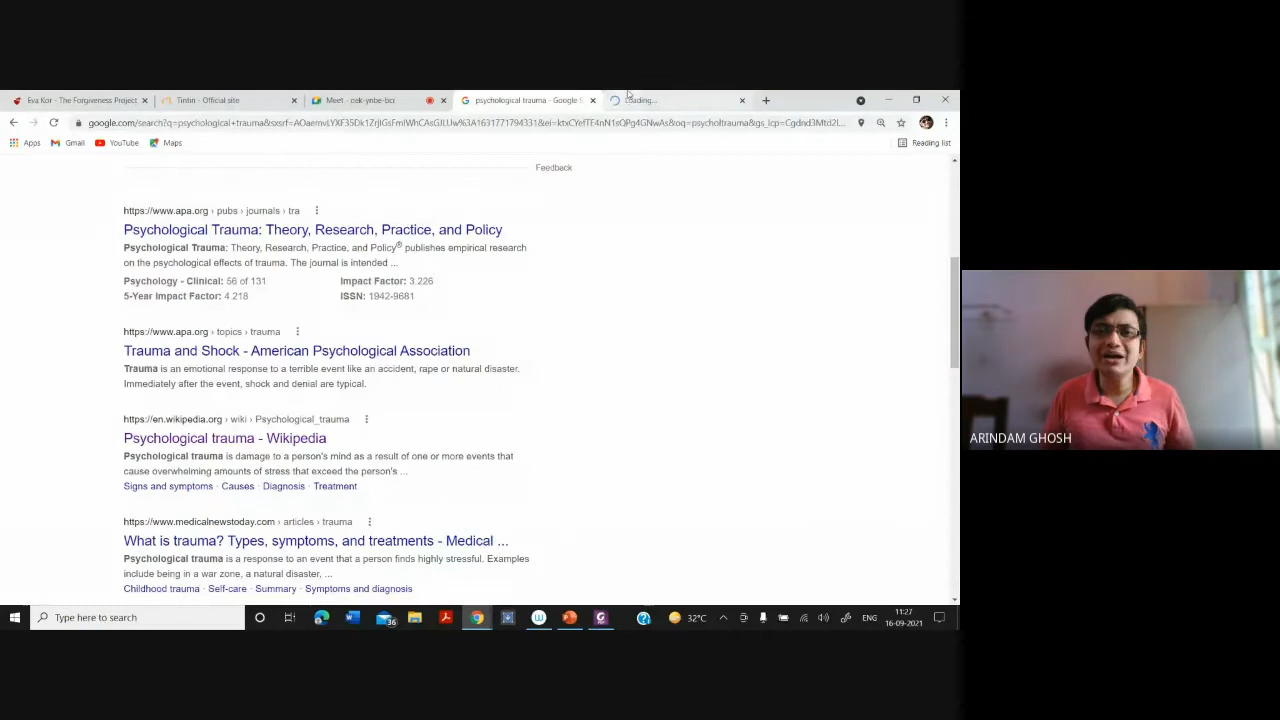 Eva Kor - The Forgiveness Project
Tintin - Official site
Meet - oek-ynbe-bci
psychological trauma - Google S
Loading...
google.com/search?q=psychological+trauma&sxsrf=
Apps
Gmail
YouTube
Maps
Reading list
Feedback
https://www.apa.org › pubs › journals › tra
Psychological Trauma: Theory, Research, Practice, and Policy
Psychological Trauma: Theory, Research, Practice, and Policy® publishes empirical research
on the psychological effects of trauma. The journal is intended ...
Psychology - Clinical: 56 of 131 Impact Factor: 3.226
5-Year Impact Factor: 4.218 ISSN: 1942-9681
https://www.apa.org › topics › trauma
Trauma and Shock - American Psychological Association
Trauma is an emotional response to a terrible event like an accident, rape or natural disaster.
Immediately after the event, shock and denial are typical.
https://en.wikipedia.org › wiki › Psychological_trauma
Psychological trauma - Wikipedia
Psychological trauma is damage to a person's mind as a result of one or more events that
cause overwhelming amounts of stress that exceed the person's ...
Signs and symptoms · Causes · Diagnosis · Treatment
https://www.medicalnewstoday.com › articles › trauma
What is trauma? Types, symptoms, and treatments - Medical ...
Psychological trauma is a response to an event that a person finds highly stressful. Examples
include being in a war zone, a natural disaster, ...
Childhood trauma · Self-care · Summary · Symptoms and diagnosis
Type here to search
36
32°C
ENG
11:27
16-09-2021
ARINDAM GHOSH